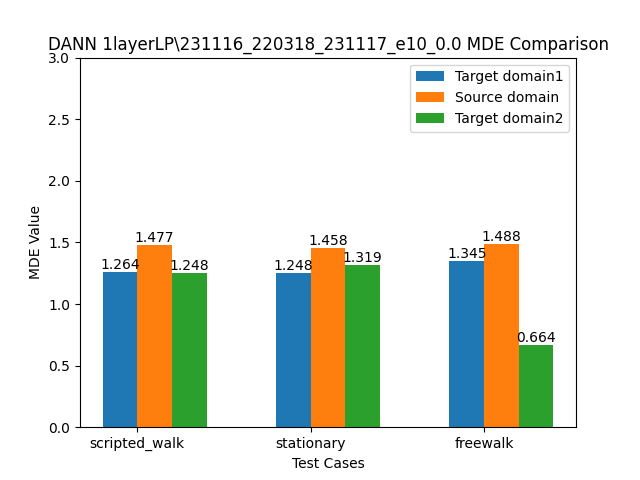 DANN 1layerLP\231116_220318_231117_e10_0.0 MDE Comparison
3.0
2.5
2.0
1.5
1.0
0.5
0.0
MDE Value
Target domain1
Source domain
Target domain2
1.264
1.477
1.248
1.248
1.458
1.319
1.345
1.488
0.664
scripted_walk
stationary
freewalk
Test Cases